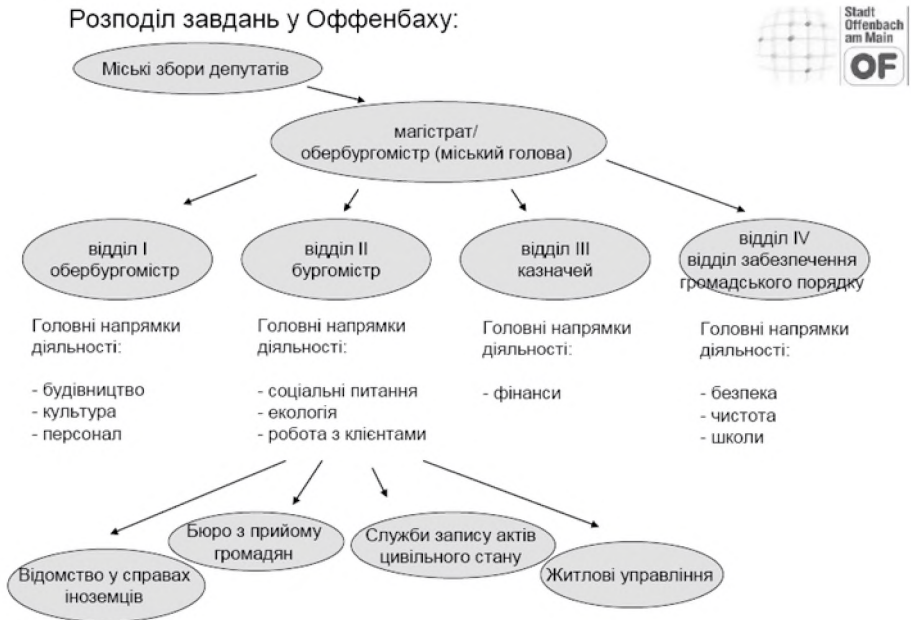 Розподіл завдань у Оффенбаху:
Stadt
Offenbach
am Main
OF
Міські збори депутатів
магістрат/
обербургомістр (міський голова)
відділ I
обербургомістр
відділ II
бургомістр
відділ III
казначей
відділ IV
відділ забезпечення
громадського порядку
Головні напрямки
діяльності:
- будівництво
- культура
- персонал
Головні напрямки
діяльності:
- соціальні питання
- екологія
- робота з клієнтами
Головні напрямки
діяльності:
- фінанси
Головні напрямки
діяльності:
- безпека
- чистота
- школи
Відомство у справах
іноземців
Бюро з прийому
громадян
Служби запису актів
цивільного стану
Житлові управління